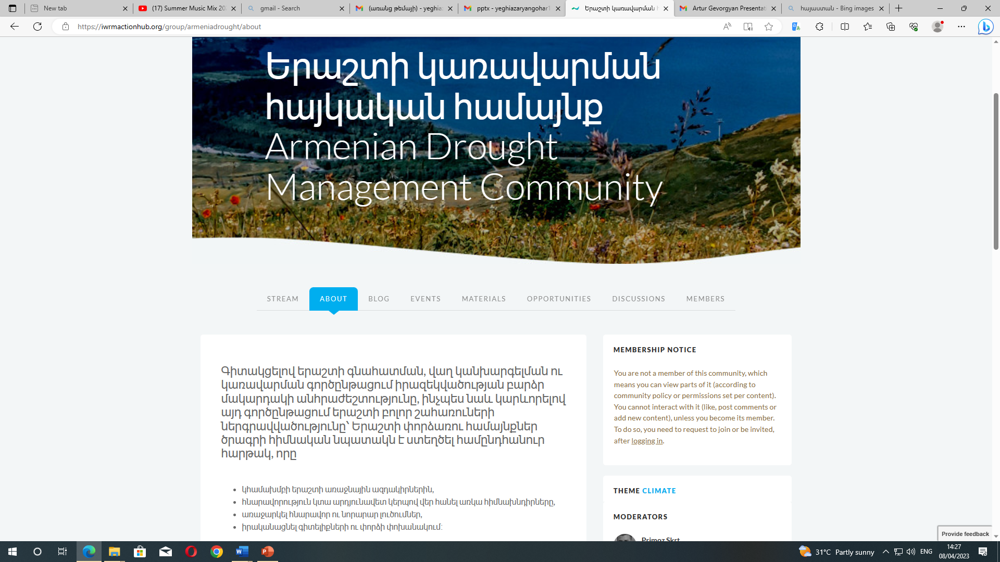 New tab
(17) Summer Music Mix 20
gmail - Search
(առանց թեմայի) - yeghia
pptx - yeghiazaryangohar1
Երաշտի կառավարման
Artur Gevorgyan Presentat
հայաստան - Bing images
https://iwrmactionhub.org/group/armeniadrought/about
Երաշտի կառավարման
հայկական համայնք
Armenian Drought
Management Community
STREAM
ABOUT
BLOG
EVENTS
MATERIALS
OPPORTUNITIES
DISCUSSIONS
MEMBERS
Գիտակցելով երաշտի գնահատման, վաղ կանխարգելման ու
կառավարման գործընթացում իրազեկվածության բարձր
մակարդակի անհրաժեշտությունը, ինչպես նաև կարևորելով
այդ գործընթացում երաշտի բոլոր շահառուների
ներգրավվածությունը՝ Երաշտի փորձառու համայնքներ
ծրագրի հիմնական նպատակն է ստեղծել համընդհանուր
հարթակ, որը
• կհամախմբի երաշտի առաջնային ազդակիրներին,
• հնարավորություն կտա արդյունավետ կերպով վեր հանել առկա հիմնախնդիրները,
• առաջարկել հնարավոր ու նորարար լուծումներ,
• իրականացնել գիտելիքների ու փորձի փոխանակում:
MEMBERSHIP NOTICE
You are not a member of this community, which
means you can view parts of it (according to
community policy or permissions set per content).
You cannot interact with it (like, post comments or
add new content), unless you become its member.
To do so, you need to request to join or be invited,
after logging in.
THEME CLIMATE
MODERATORS
Primoz Skrt
Provide feedback
31°C Partly sunny
ENG
14:27
08/04/2023